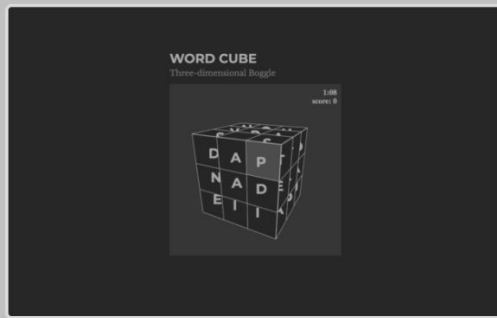 WORD CUBE
Three-dimensional Boggle
1:08
score: 0
D A P
N A D
E I I